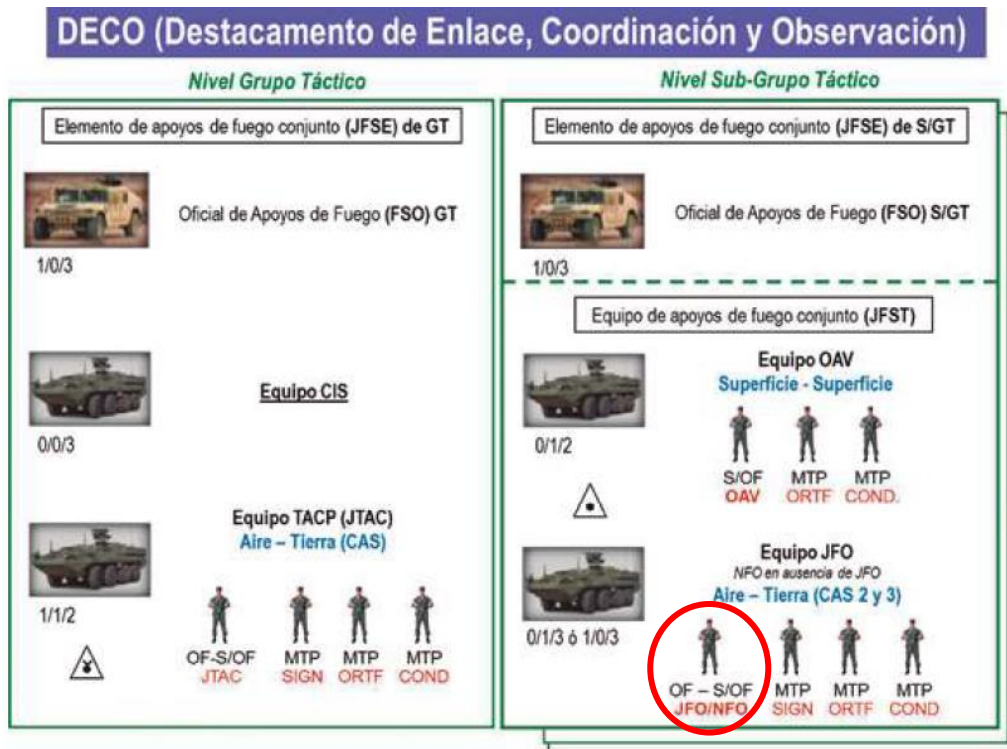 DECO (Destacamento de Enlace, Coordinación y Observación)
Nivel Grupo Táctico
Elemento de apoyos de fuego conjunto (JFSE) de GT
Oficial de Apoyos de Fuego (FSO) GT
1/0/3
Equipo CIS
0/0/3
Equipo TACP (JTAC)
Aire – Tierra (CAS)
1/1/2
OF-S/OF MTP MTP MTP
JTAC SIGN ORTF COND
Nivel Sub-Grupo Táctico
Elemento de apoyos de fuego conjunto (JFSE) de S/GT
Oficial de Apoyos de Fuego (FSO) S/GT
1/0/3
Equipo de apoyos de fuego conjunto (JFST)
Equipo OAV
Superficie - Superficie
0/1/2
S/OF MTP MTP
OAV ORTF COND.
Equipo JFO
NFO en ausencia de JFO
Aire – Tierra (CAS 2 y 3)
0/1/3 ó 1/0/3
OF – S/OF MTP MTP MTP
JFO/NFO SIGN ORTF COND